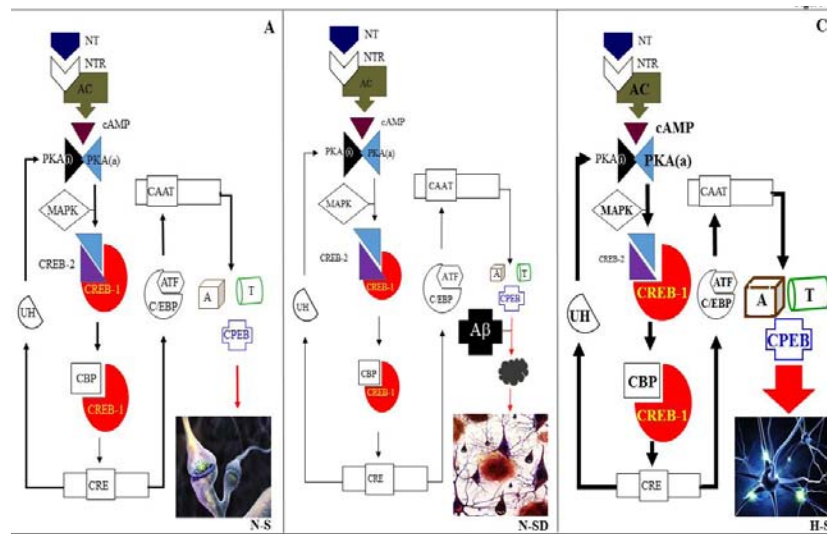 A
NT
NTR
AC
cAMP
PKA(i)
PKA(a)
MAPK
CAAT
CREB-2
CREB-1
ATF
C/EBP
A
T
UH
CPEB
CBP
CREB-1
CRE
N-S
NT
NTR
AC
cAMP
PKA(i)
PKA(a)
CAAT
MAPK
CREB-2
CREB-1
ATF
C/EBP
A
T
CPEB
UH
Aβ
CBP
CREB-1
CRE
N-SD
C
NT
NTR
AC
cAMP
PKA(i)
PKA(a)
CAAT
MAPK
CREB-2
CREB-1
ATF
C/EBP
A
T
UH
CPEB
CBP
CREB-1
CRE
H-S